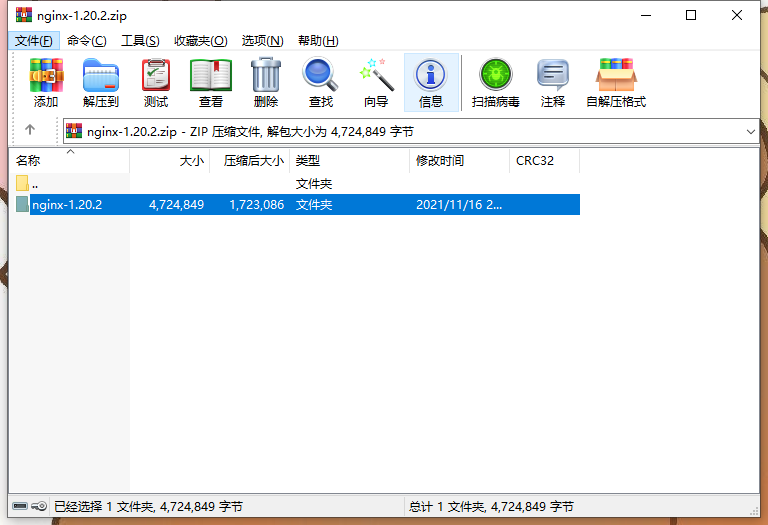 nginx-1.20.2.zip
文件(F) 命令(C) 工具(S) 收藏夹(O) 选项(N) 帮助(H)
添加 解压到 测试 查看 删除 查找 向导 信息 扫描病毒 注释 自解压格式
nginx-1.20.2.zip - ZIP 压缩文件, 解包大小为 4,724,849 字节
名称 大小 压缩后大小 类型 修改时间 CRC32
.. 文件夹
nginx-1.20.2 4,724,849 1,723,086 文件夹 2021/11/16 2...
已经选择 1 文件夹, 4,724,849 字节 总计 1 文件夹, 4,724,849 字节